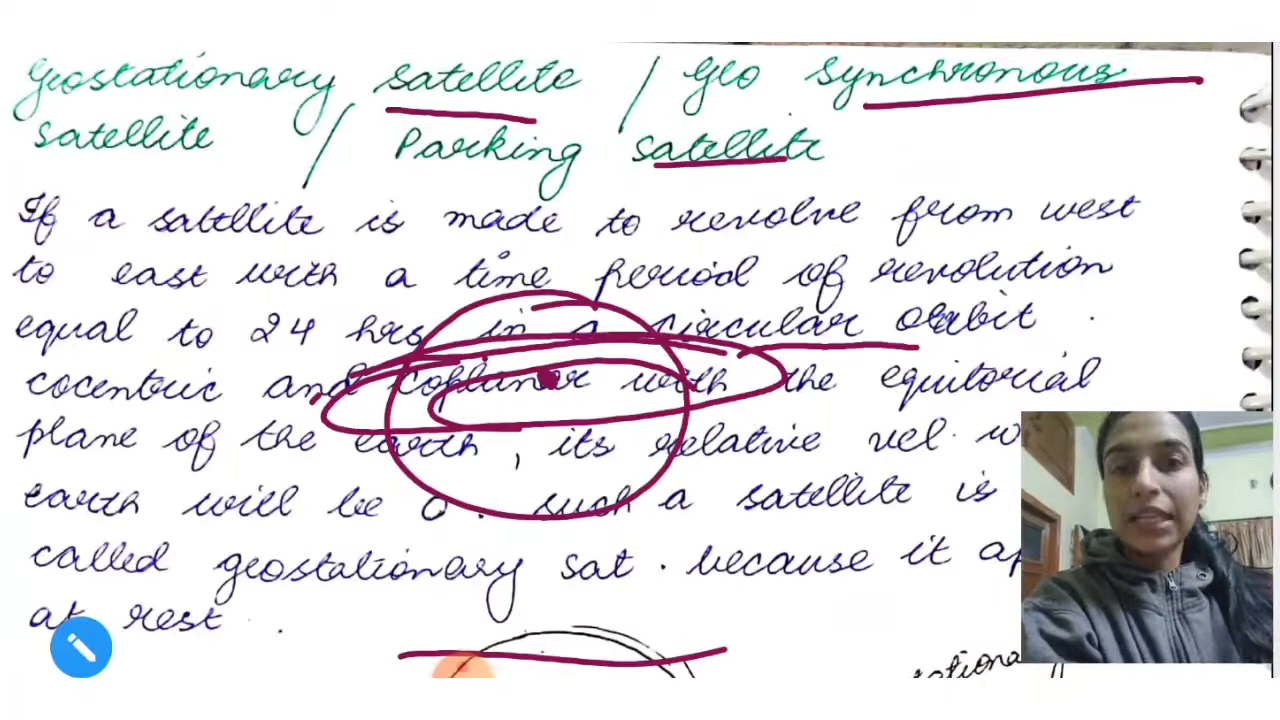 Geostationary satellite / Geo synchronous
satellite / Parking satellite
If a satellite is made to revolve from west
to east with a time period of revolution
equal to 24 hrs in a circular orbit .
cocentric and coplanar with the equitorial
plane of the earth, its relative vel.
earth will be 0. such a satellite is
called geostationary sat. because it
at rest .